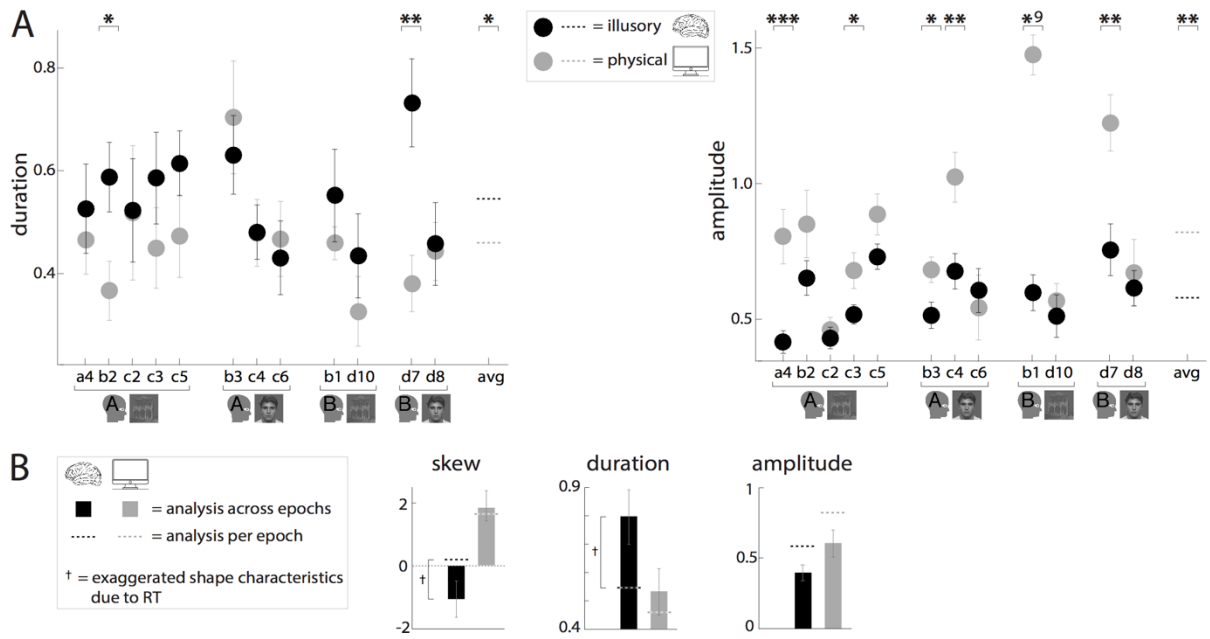 A
* ** *
= illusory
= physical
*** * * ** *9 ** **
0.8
0.6
0.4
duration
a4 b2 c2 c3 c5 b3 c4 c6 b1 d10 d7 d8 avg
A A B B
1.5
1.0
0.5
amplitude
a4 b2 c2 c3 c5 b3 c4 c6 b1 d10 d7 d8 avg
A A B B
B
= analysis across epochs
= analysis per epoch
† = exaggerated shape characteristics
due to RT
skew
2
0
-2
†
duration
0.9
0.4
†
amplitude
1
0.5
0